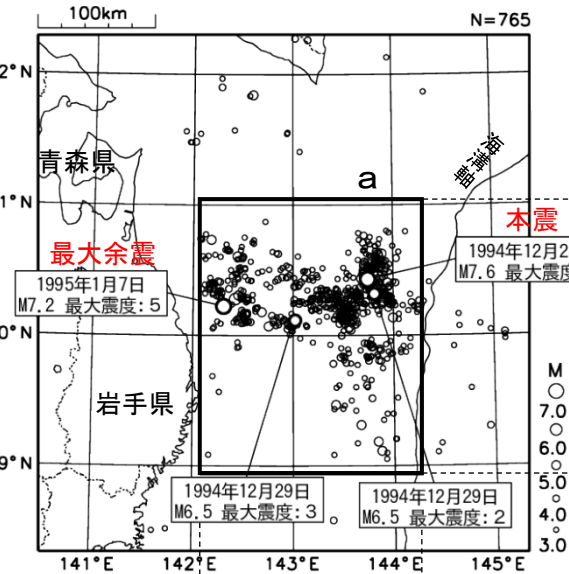 100km
N=765
2°N
青森県
海溝軸
a
1°N
本震
最大余震
1994年12月2
M7.6 最大震度
1995年1月7日
M7.2 最大震度:5
0°N
岩手県
M
7.0
6.0
5.0
4.0
3.0
9°N
1994年12月29日
M6.5 最大震度:3
1994年12月29日
M6.5 最大震度:2
141°E
142°E
143°E
144°E
145°E